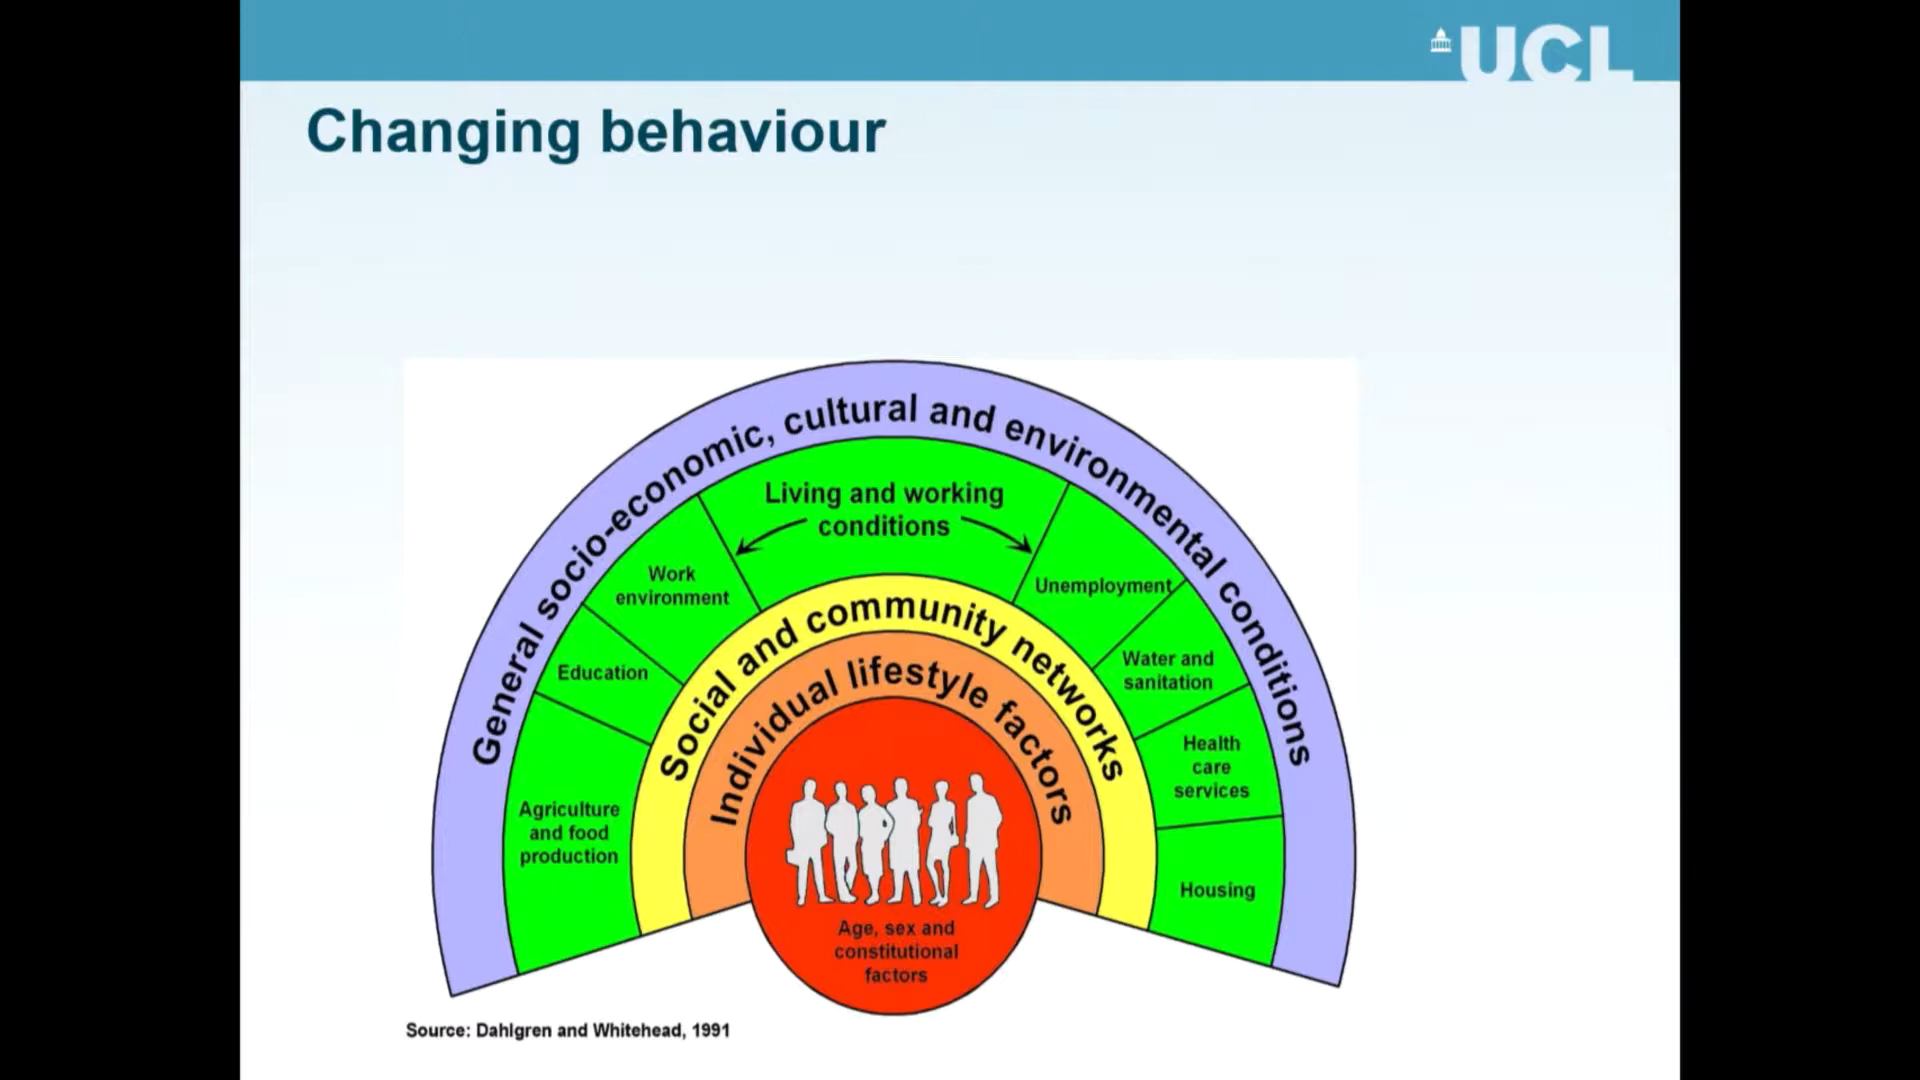 UCL
Changing behaviour
General socio-economic, cultural and environmental conditions
Living and working
conditions
Work
environment
Unemployment
Education
Water and
sanitation
Agriculture
and food
production
Health
care
services
Housing
Social and community networks
Individual lifestyle factors
Age, sex and
constitutional
factors
Source: Dahlgren and Whitehead, 1991